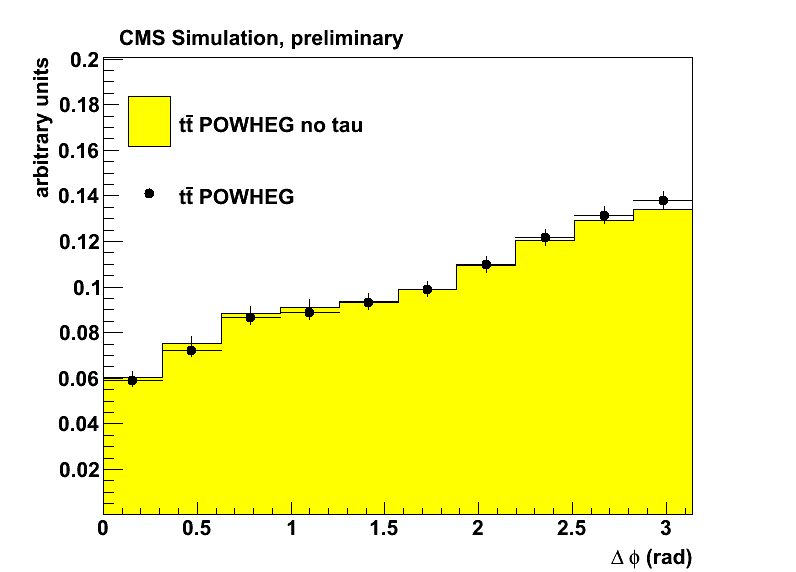 CMS Simulation, preliminary
arbitrary units
0.2
0.18
0.16
0.14
0.12
0.1
0.08
0.06
0.04
0.02
tt̄ POWHEG no tau
tt̄ POWHEG
0 0.5 1 1.5 2 2.5 3
Δ ϕ (rad)